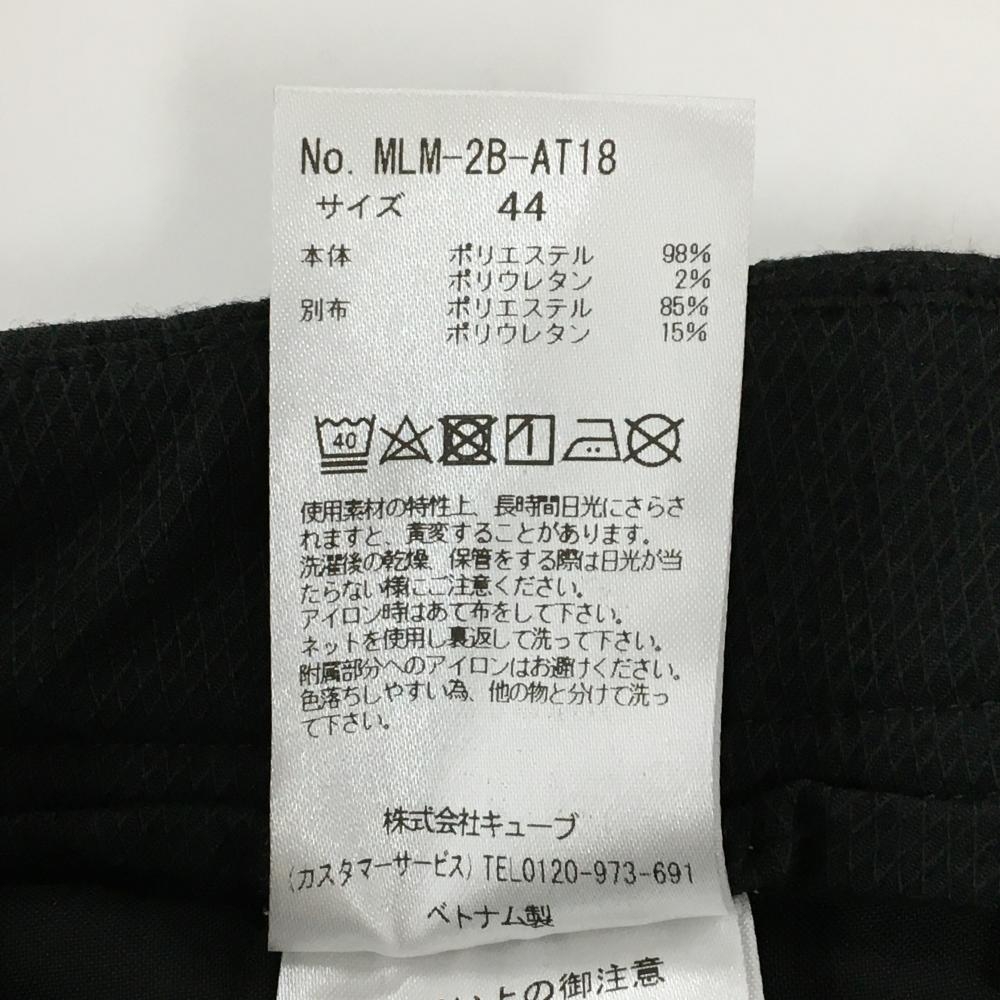 No. MLM-2B-AT18
サイズ 44
本体 ポリエステル 98%
ポリウレタン 2%
別布 ポリエステル 85%
ポリウレタン 15%
40
使用素材の特性上、長時間日光にさらさ
れますと、黄変することがあります。
洗濯後の乾燥、保管をする際は日光が当
たらない様にご注意ください。
アイロン時はあて布をして下さい。
ネットを使用し裏返して洗って下さい。
附属部分へのアイロンはお避けください。
色落ちしやすい為、他の物と分けて洗っ
て下さい。
株式会社キューブ
(カスタマーサービス)TEL0120-973-691
ベトナム製
上の御注意